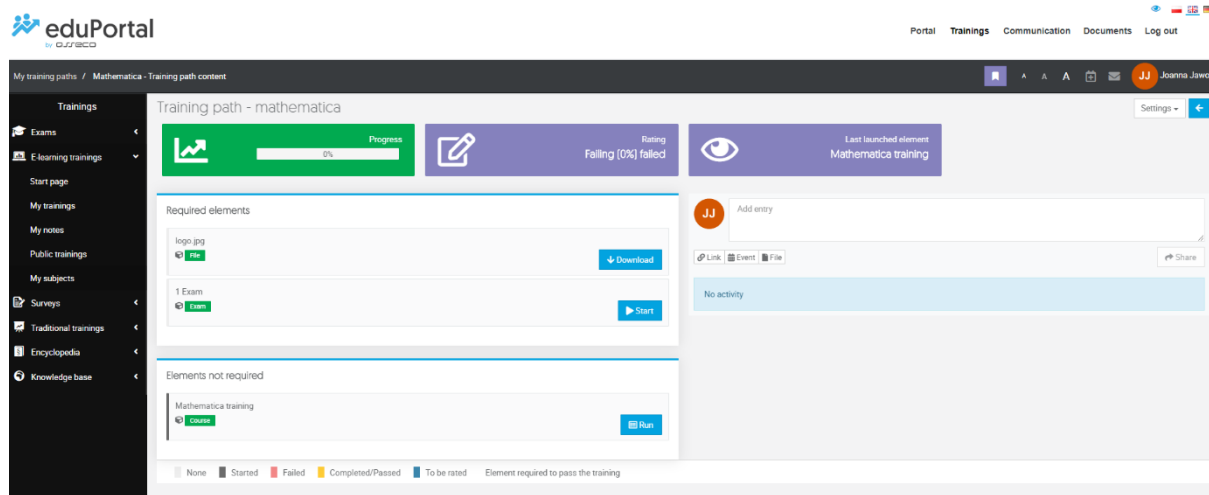 eduPortal
by asseco
Portal Trainings Communication Documents Log out
My training paths / Mathematica - Training path content
A A A JJ Joanna Jawo
Trainings
Exams
E-learning trainings
Start page
My trainings
My notes
Public trainings
My subjects
Surveys
Traditional trainings
Encyclopedia
Knowledge base
Training path - mathematica
Settings
Progress
0%
Rating
Failing [0%] failed
Last launched element
Mathematica training
Required elements
logo.jpg
File
Download
1 Exam
Exam
Start
Elements not required
Mathematica training
Course
Run
None Started Failed Completed/Passed To be rated Element required to pass the training
JJ Add entry
Link Event File Share
No activity